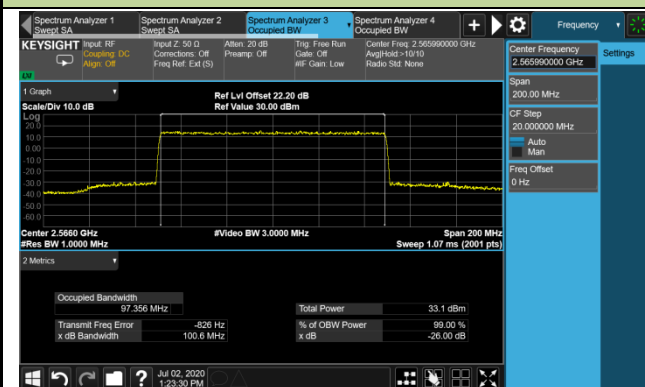 Spectrum Analyzer 1
Swept SA
Spectrum Analyzer 2
Swept SA
Spectrum Analyzer 3
Occupied BW
Spectrum Analyzer 4
Occupied BW
Frequency
KEYSIGHT
Input: RF
Coupling: DC
Align: Off
Input Z: 50 Ω
Corrections: Off
Freq Ref: Ext (S)
Atten: 20 dB
Preamp: Off
Trig: Free Run
Gate: Off
#IF Gain: Low
Center Freq: 2.565990000 GHz
Avg|Hold:>10/10
Radio Std: None
Center Frequency
2.565990000 GHz
Settings
Span
200.00 MHz
CF Step
20.000000 MHz
Auto
Man
Freq Offset
0 Hz
1 Graph
Scale/Div 10.0 dB
Ref Lvl Offset 22.20 dB
Ref Value 30.00 dBm
Log
20.0
10.0
0.00
-10.0
-20.0
-30.0
-40.0
-50.0
-60.0
Center 2.5660 GHz
#Video BW 3.0000 MHz
Span 200 MHz
#Res BW 1.0000 MHz
Sweep 1.07 ms (2001 pts)
2 Metrics
Occupied Bandwidth
97.356 MHz
Total Power
33.1 dBm
Transmit Freq Error
-826 Hz
% of OBW Power
99.00 %
x dB Bandwidth
100.6 MHz
x dB
-26.00 dB
?
Jul 02, 2020
1:23:30 PM